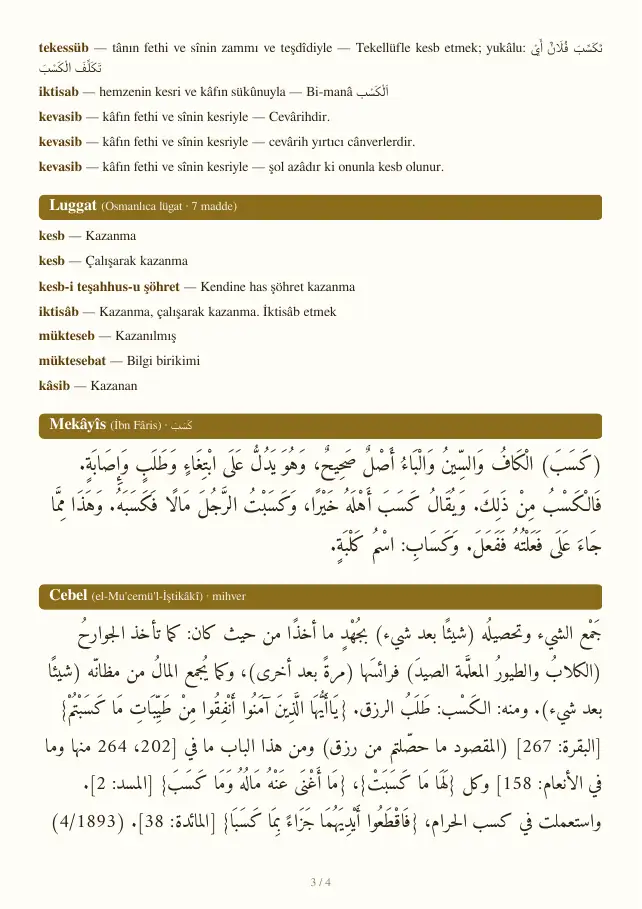 tekessüb — tânın fethi ve sînin zammı ve teşdîdiyle — Tekellüfle kesb etmek; yukâlu: تَكَسَّبَ فُلَانٌ أَيْ
تَكَلَّفَ الْكَسْبَ
iktisab — hemzenin kesri ve kâfın sükûnuyla — Bi-manâ اَلْكَسْبِ
kevasib — kâfın fethi ve sînin kesriyle — Cevârihdir.
kevasib — kâfın fethi ve sînin kesriyle — cevârih yırtıcı cânverlerdir.
kevasib — kâfın fethi ve sînin kesriyle — şol azâdır ki onunla kesb olunur.
Luggat (Osmanlıca lügat · 7 madde)
kesb — Kazanma
kesb — Çalışarak kazanma
kesb-i teşahhus-u şöhret — Kendine has şöhret kazanma
iktisâb — Kazanma, çalışarak kazanma. İktisâb etmek
mükteseb — Kazanılmış
müktesebat — Bilgi birikimi
kâsib — Kazanan
Mekâyîs (İbn Fâris) · كَسَبَ
(كَسَبَ) الْكَافُ وَالسِّينُ وَالْبَاءُ أَصْلٌ صَحِيحٌ، وَهُوَ يَدُلُّ عَلَى ابْتِغَاءٍ وَطَلَبٍ وَإِصَابَةٍ.
فَالْكَسْبُ مِنْ ذَلِكَ. وَيُقَالُ كَسَبَ أَهْلَهُ خَيْرًا، وَكَسَبْتُ الرَّجُلَ مَالًا فَكَسَبَهُ. وَهَذَا مِمَّا
جَاءَ عَلَى فَعَلْتُهُ فَفَعَلَ. وَكَسَابِ: اسْمُ كَلْبَةٍ.
Cebel (el-Mu'cemü'l-İştikâkî) · mihver
جَمْع الشيء وتحصيلُه (شيئًا بعد شيء) بجُهْدٍ ما أخذًا من حيث كان: كما تأخذ الجوارحُ
(الكلابُ والطيورُ المعلَّمة الصيدَ) فرائسَها (مرةً بعد أخرى)، وكما يُجمع المالُ من مظانّه (شيئًا
بعد شيء). ومنه: الكَسْب: طَلَبُ الرزق. {يَاأَيُّهَا الَّذِينَ آمَنُوا أَنْفِقُوا مِنْ طَيِّبَاتِ مَا كَسَبْتُمْ}
[البقرة: 267] (المقصود ما حصّلتم من رزق) ومن هذا الباب ما في [202، 264 منها وما
في الأنعام: 158] وكل {لَهَا مَا كَسَبَتْ}، {مَا أَغْنَى عَنْهُ مَالُهُ وَمَا كَسَبَ} [المسد: 2].
واستعملت في كسب الحرام، {فَاقْطَعُوا أَيْدِيَهُمَا جَزَاءً بِمَا كَسَبَا} [المائدة: 38]. (4/1893)
3 / 4